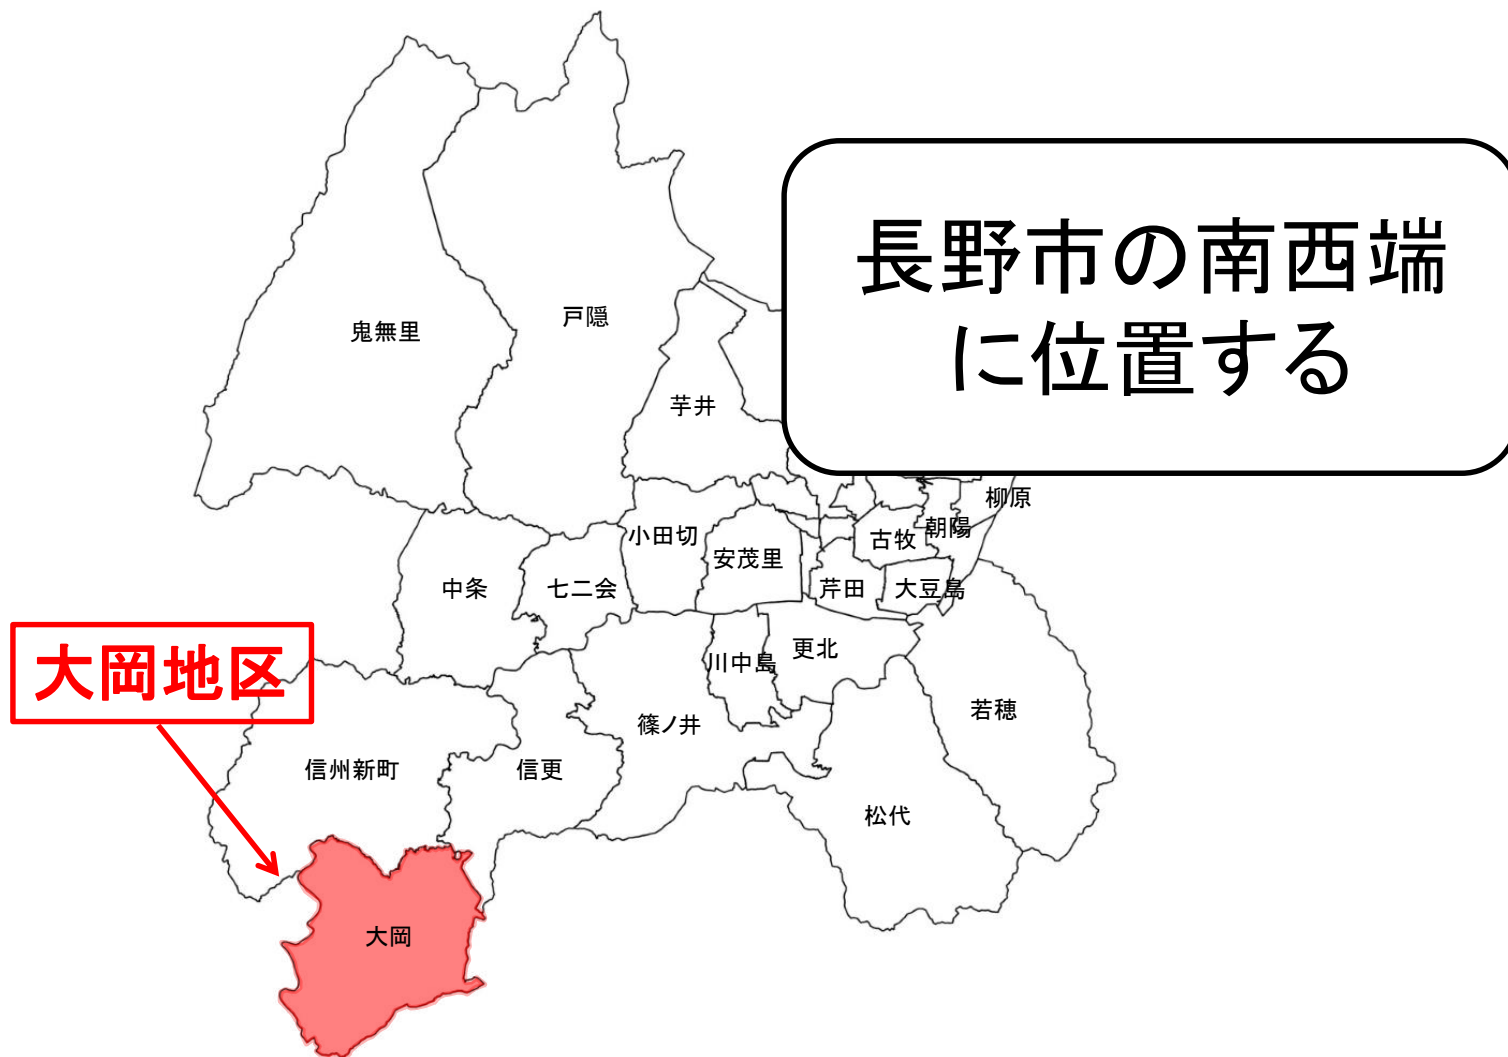 長野市の南西端
に位置する
戸隠
鬼無里
芋井
柳原
朝陽
小田切
古牧
安茂里
中条
七二会
芹田
大豆島
更北
川中島
大岡地区
若穂
篠ノ井
信州新町
信更
松代
大岡